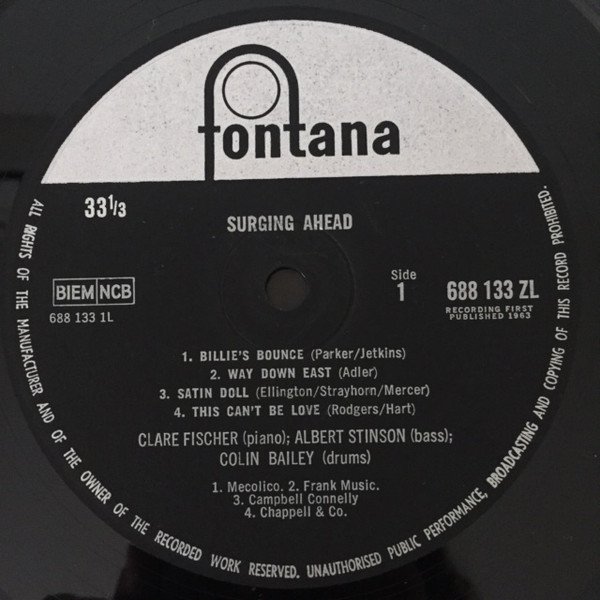 fontana
33 1/3
SURGING AHEAD
BIEM NCB
688 133 1L
Side
1
688 133 ZL
RECORDING FIRST
PUBLISHED 1963
1. BILLIE'S BOUNCE (Parker/Jetkins)
2. WAY DOWN EAST (Adler)
3. SATIN DOLL (Ellington/Strayhorn/Mercer)
4. THIS CAN'T BE LOVE (Rodgers/Hart)
CLARE FISCHER (piano); ALBERT STINSON (bass);
COLIN BAILEY (drums)
1. Mecolico. 2. Frank Music.
3. Campbell Connelly
4. Chappell & Co.
ALL RIGHTS OF THE MANUFACTURER AND OF THE OWNER OF THE RECORDED WORK RESERVED. UNAUTHORISED PUBLIC PERFORMANCE, BROADCASTING AND COPYING OF THIS RECORD PROHIBITED.